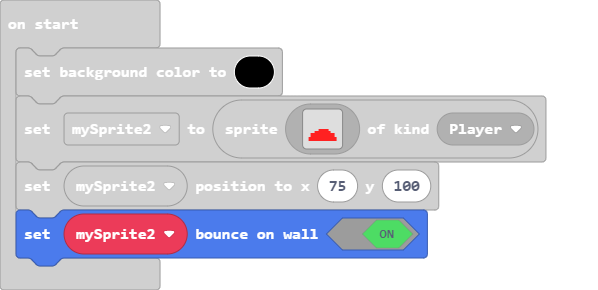 on start
set background color to
set mySprite2 to sprite of kind Player
set mySprite2 position to x 75 y 100
set mySprite2 bounce on wall ON